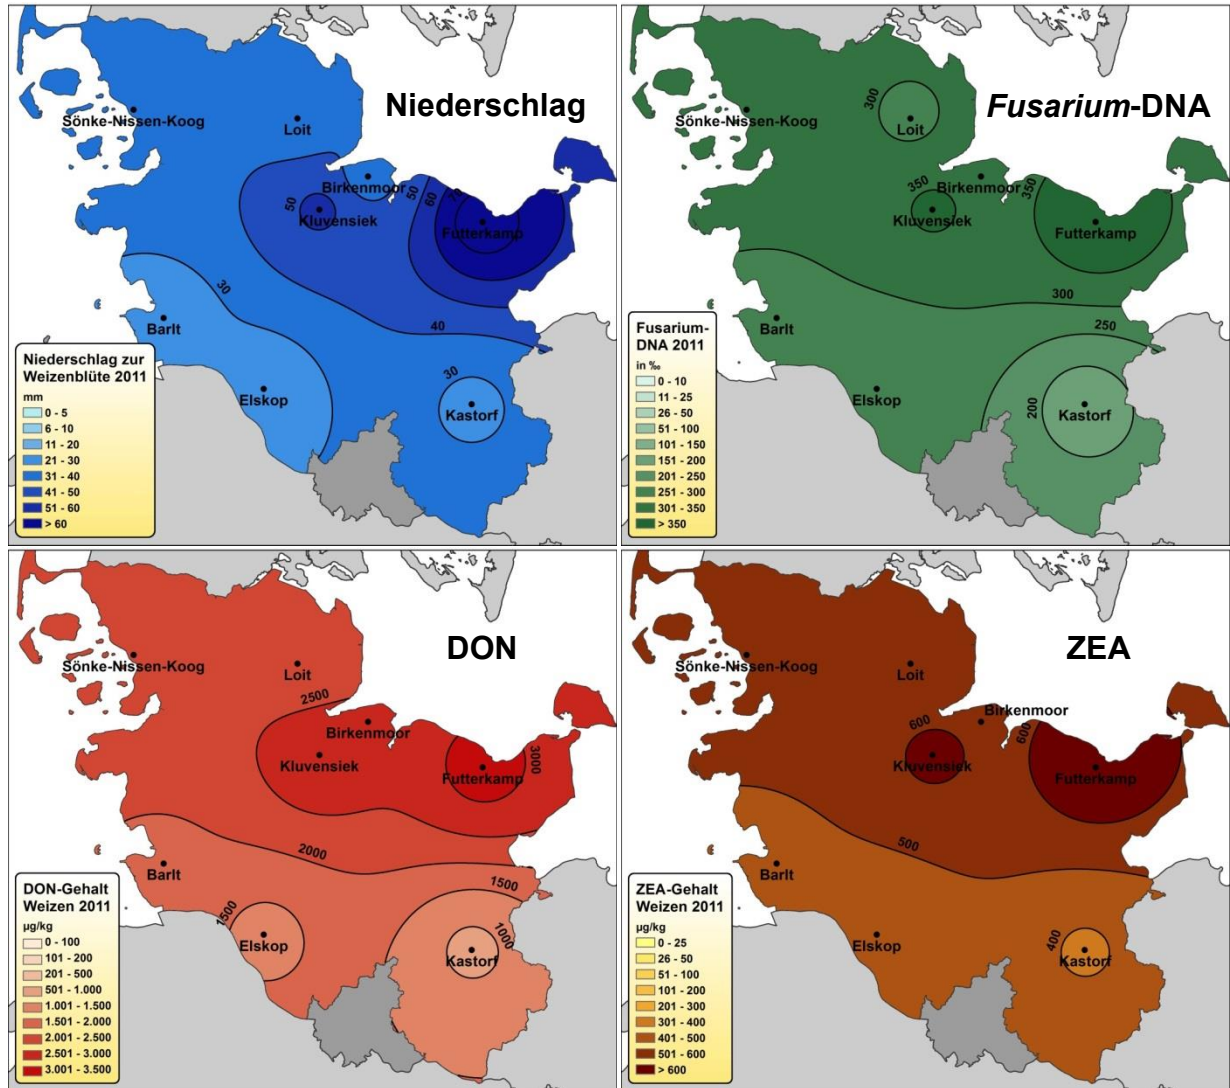 Niederschlag
Sönke-Nissen-Koog
Loit
Birkenmoor
50
Kluvensiek
50
60
70
Futterkamp
30
Barlt
40
30
Elskop
Kastorf
Niederschlag zur
Weizenblüte 2011
mm
0 - 5
6 - 10
11 - 20
21 - 30
31 - 40
41 - 50
51 - 60
> 60
Fusarium-DNA
300
Sönke-Nissen-Koog
Loit
350
Birkenmoor
350
Kluvensiek
Futterkamp
300
Barlt
250
Elskop
200
Kastorf
Fusarium-
DNA 2011
in ‰
0 - 10
11 - 25
26 - 50
51 - 100
101 - 150
151 - 200
201 - 250
251 - 300
301 - 350
> 350
DON
Sönke-Nissen-Koog
Loit
2500
Birkenmoor
Kluvensiek
3000
Futterkamp
2000
Barlt
1500
1500
Elskop
1000
Kastorf
DON-Gehalt
Weizen 2011
µg/kg
0 - 100
101 - 200
201 - 500
501 - 1.000
1.001 - 1.500
1.501 - 2.000
2.001 - 2.500
2.501 - 3.000
3.001 - 3.500
ZEA
Sönke-Nissen-Koog
Loit
Birkenmoor
600
600
Kluvensiek
Futterkamp
500
Barlt
Elskop
400
Kastorf
ZEA-Gehalt
Weizen 2011
µg/kg
0 - 25
26 - 50
51 - 100
101 - 200
201 - 300
301 - 400
401 - 500
501 - 600
> 600